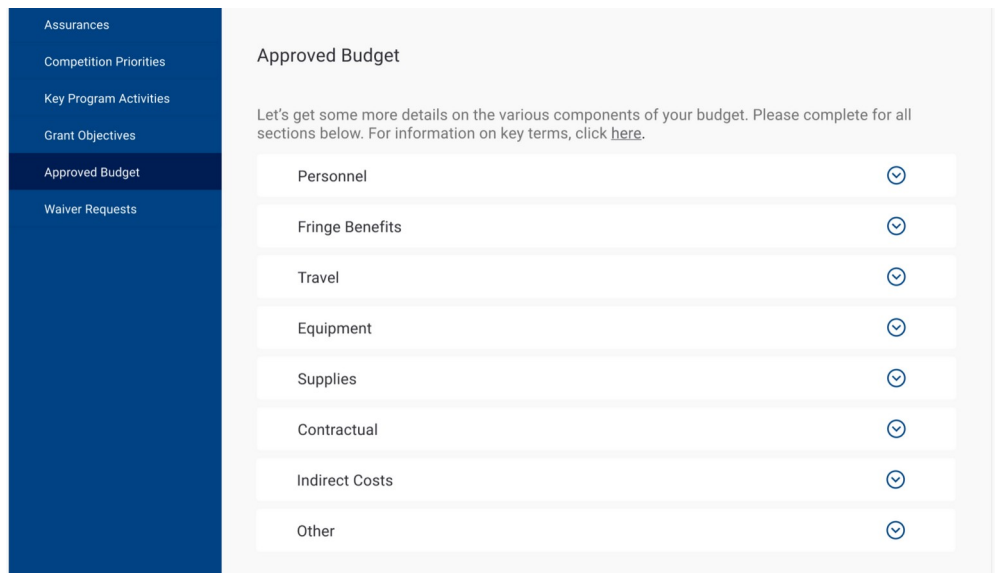 Assurances
Competition Priorities
Key Program Activities
Grant Objectives
Approved Budget
Waiver Requests
Approved Budget
Let's get some more details on the various components of your budget. Please complete for all
sections below. For information on key terms, click here.
Personnel
Fringe Benefits
Travel
Equipment
Supplies
Contractual
Indirect Costs
Other